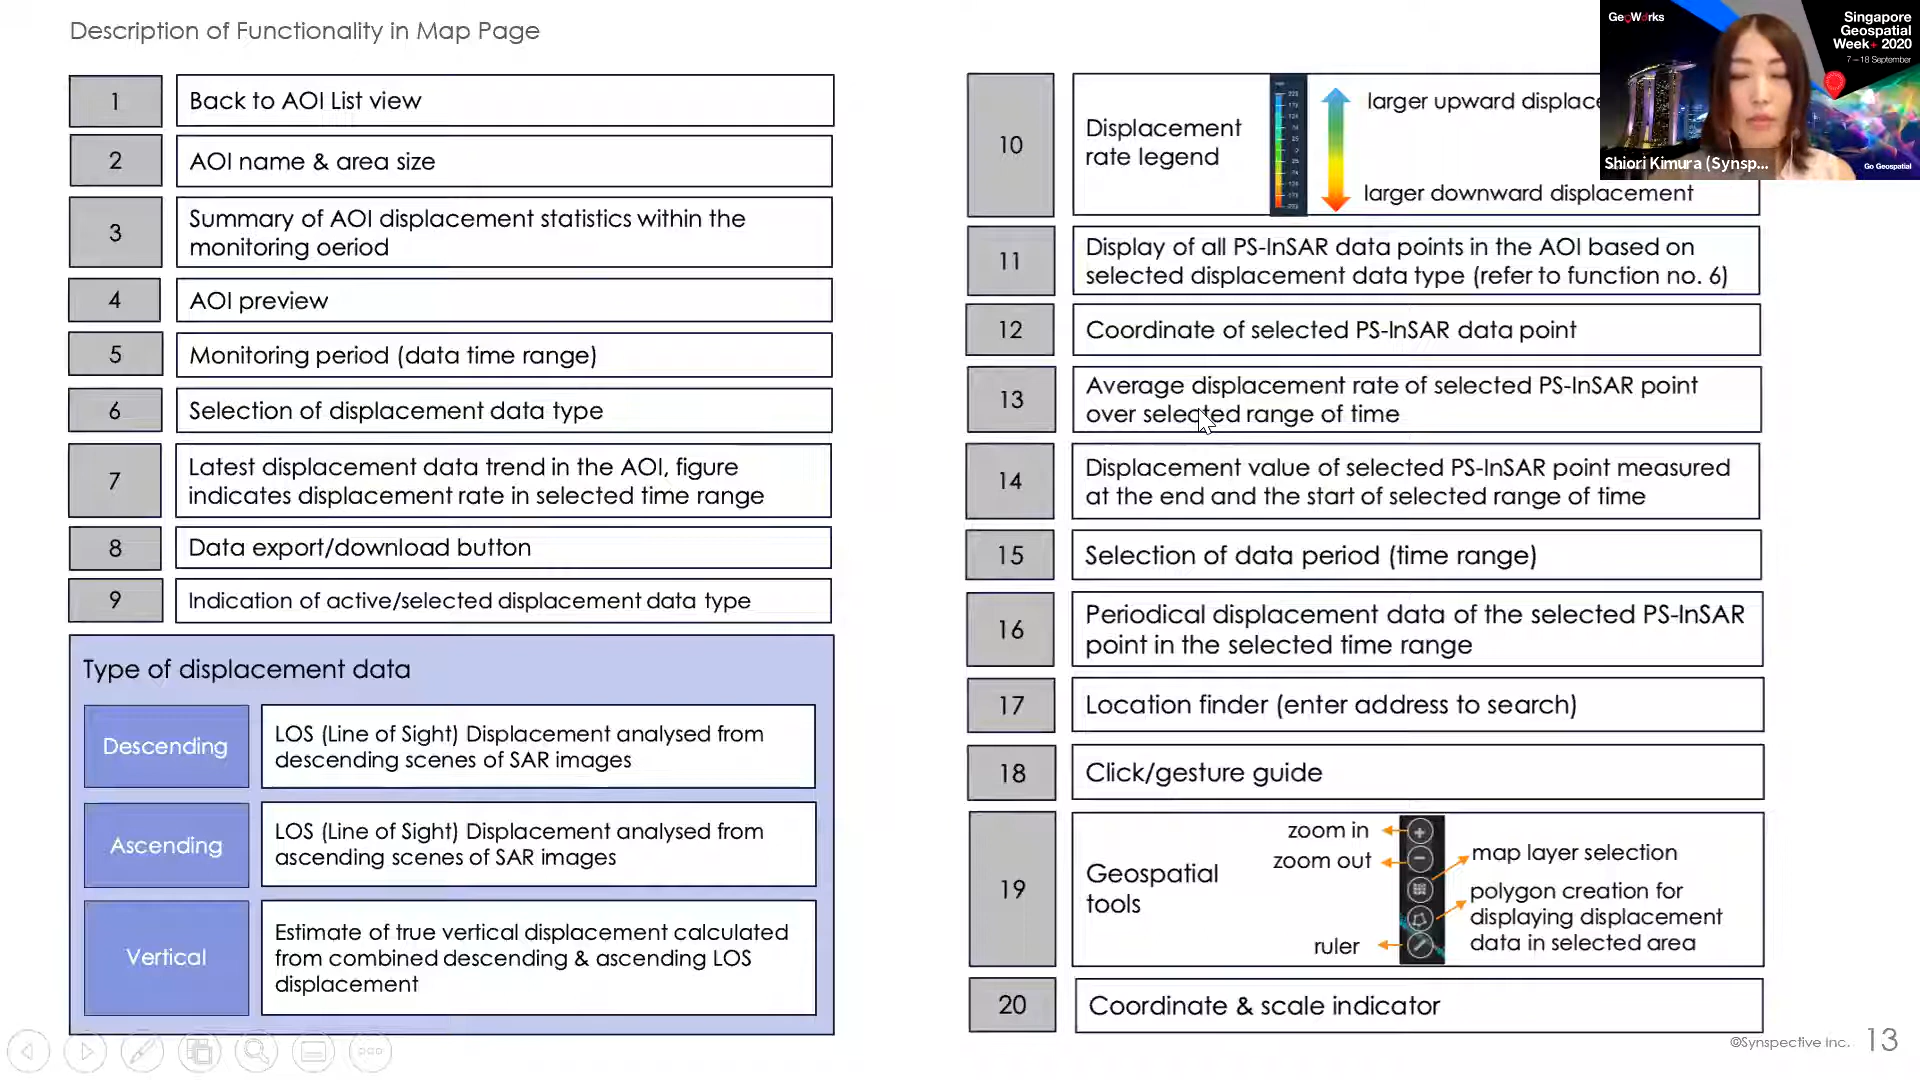 Description of Functionality in Map Page
1
Back to AOI List view
2
AOI name & area size
3
Summary of AOI displacement statistics within the
monitoring oeriod
4
AOI preview
5
Monitoring period (data time range)
6
Selection of displacement data type
7
Latest displacement data trend in the AOI, figure
indicates displacement rate in selected time range
8
Data export/download button
9
Indication of active/selected displacement data type
Type of displacement data
Descending
LOS (Line of Sight) Displacement analysed from
descending scenes of SAR images
Ascending
LOS (Line of Sight) Displacement analysed from
ascending scenes of SAR images
Vertical
Estimate of true vertical displacement calculated
from combined descending & ascending LOS
displacement
10
Displacement
rate legend
larger upward displace
larger downward displacement
11
Display of all PS-InSAR data points in the AOI based on
selected displacement data type (refer to function no. 6)
12
Coordinate of selected PS-InSAR data point
13
Average displacement rate of selected PS-InSAR point
over selected range of time
14
Displacement value of selected PS-InSAR point measured
at the end and the start of selected range of time
15
Selection of data period (time range)
16
Periodical displacement data of the selected PS-InSAR
point in the selected time range
17
Location finder (enter address to search)
18
Click/gesture guide
19
Geospatial
tools
zoom in
zoom out
map layer selection
polygon creation for
displaying displacement
data in selected area
ruler
20
Coordinate & scale indicator
©Synspective Inc.
13
GeoWorks
Singapore
Geospatial
Week+ 2020
7 – 18 September
Shiori Kimura (Synsp...
Go Geospatial